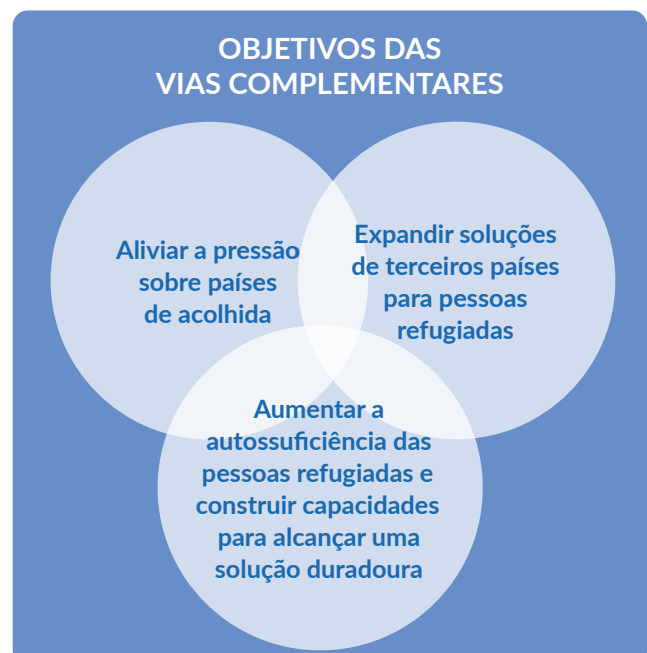 OBJETIVOS DAS
VIAS COMPLEMENTARES
Aliviar a pressão
sobre países
de acolhida
Expandir soluções
de terceiros países
para pessoas
refugiadas
Aumentar a
autossuficiência das
pessoas refugiadas e
construir capacidades
para alcançar uma
solução duradoura